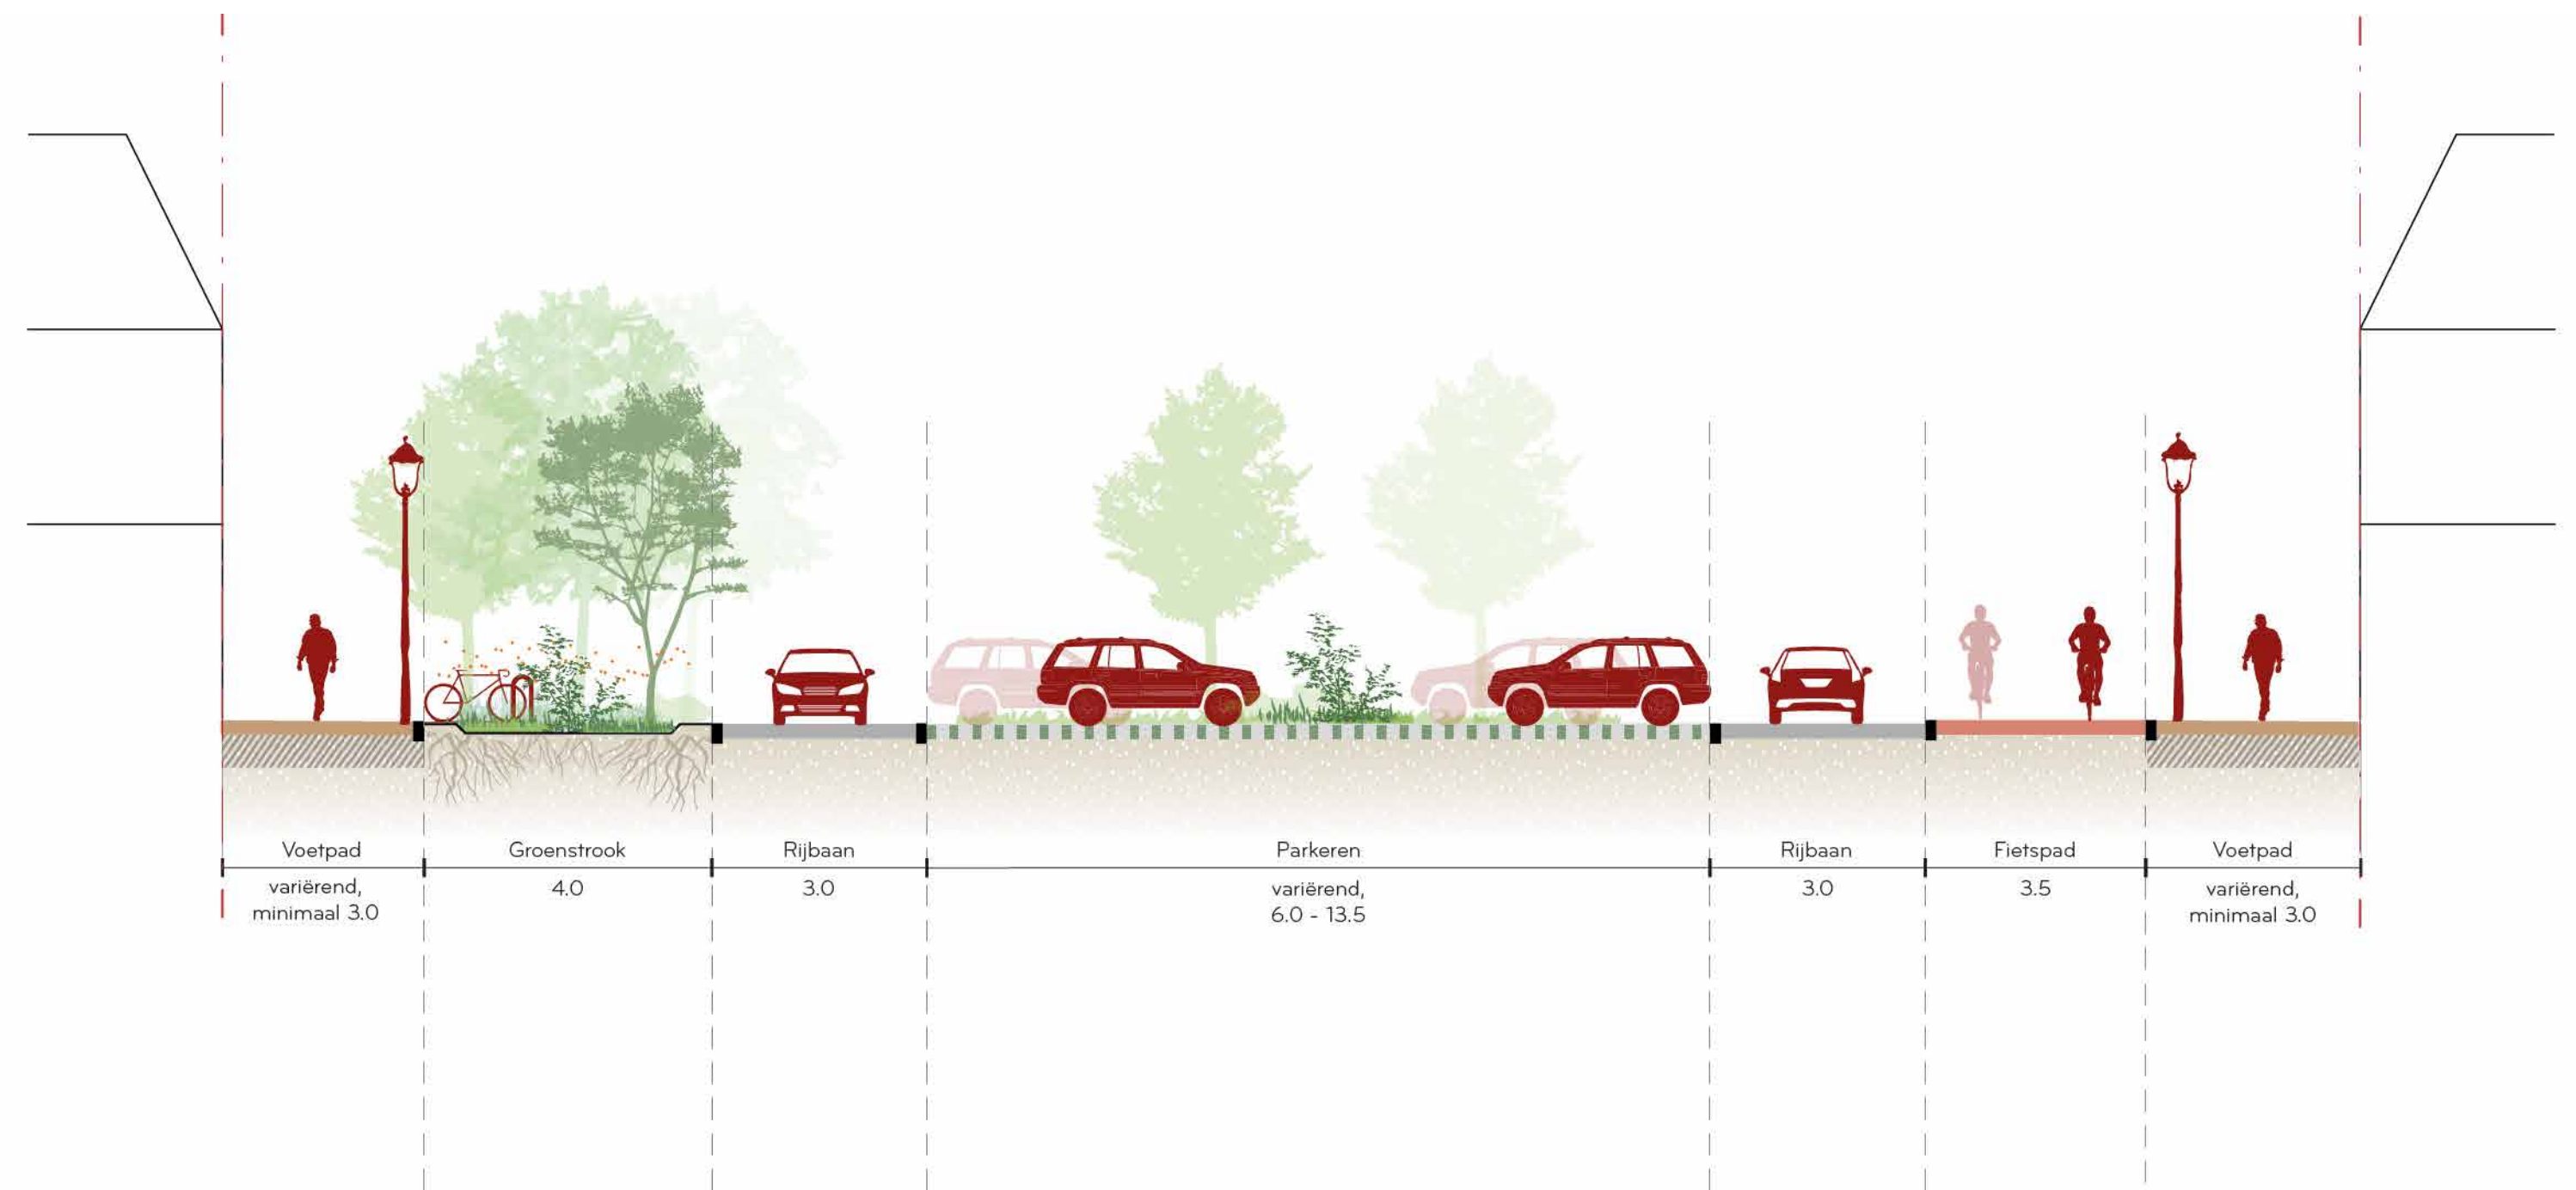 Voetpad
Groenstrook
Rijbaan
Parkeren
Rijbaan
Fietspad
Voetpad
variërend,
minimaal 3.0
4.0
3.0
variërend,
6.0 - 13.5
3.0
3.5
variërend,
minimaal 3.0